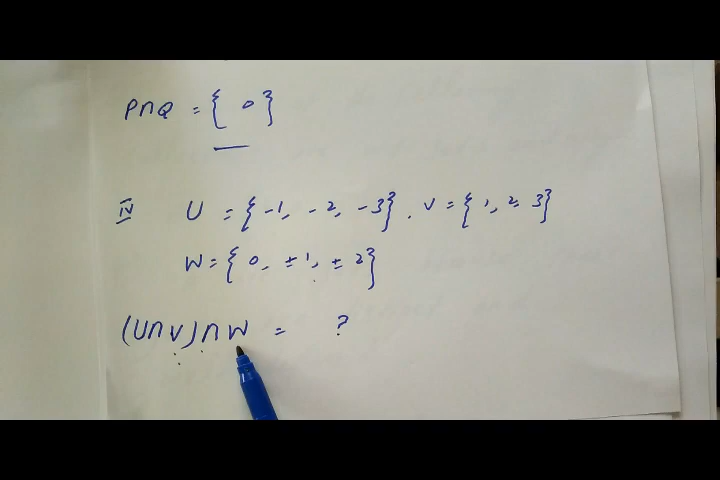 P∩Q = { 0 }
IV U = {-1, -2, -3}, V = {1, 2, 3}
W = { 0, ±1, ±2 }
(U∩V)∩W = ?